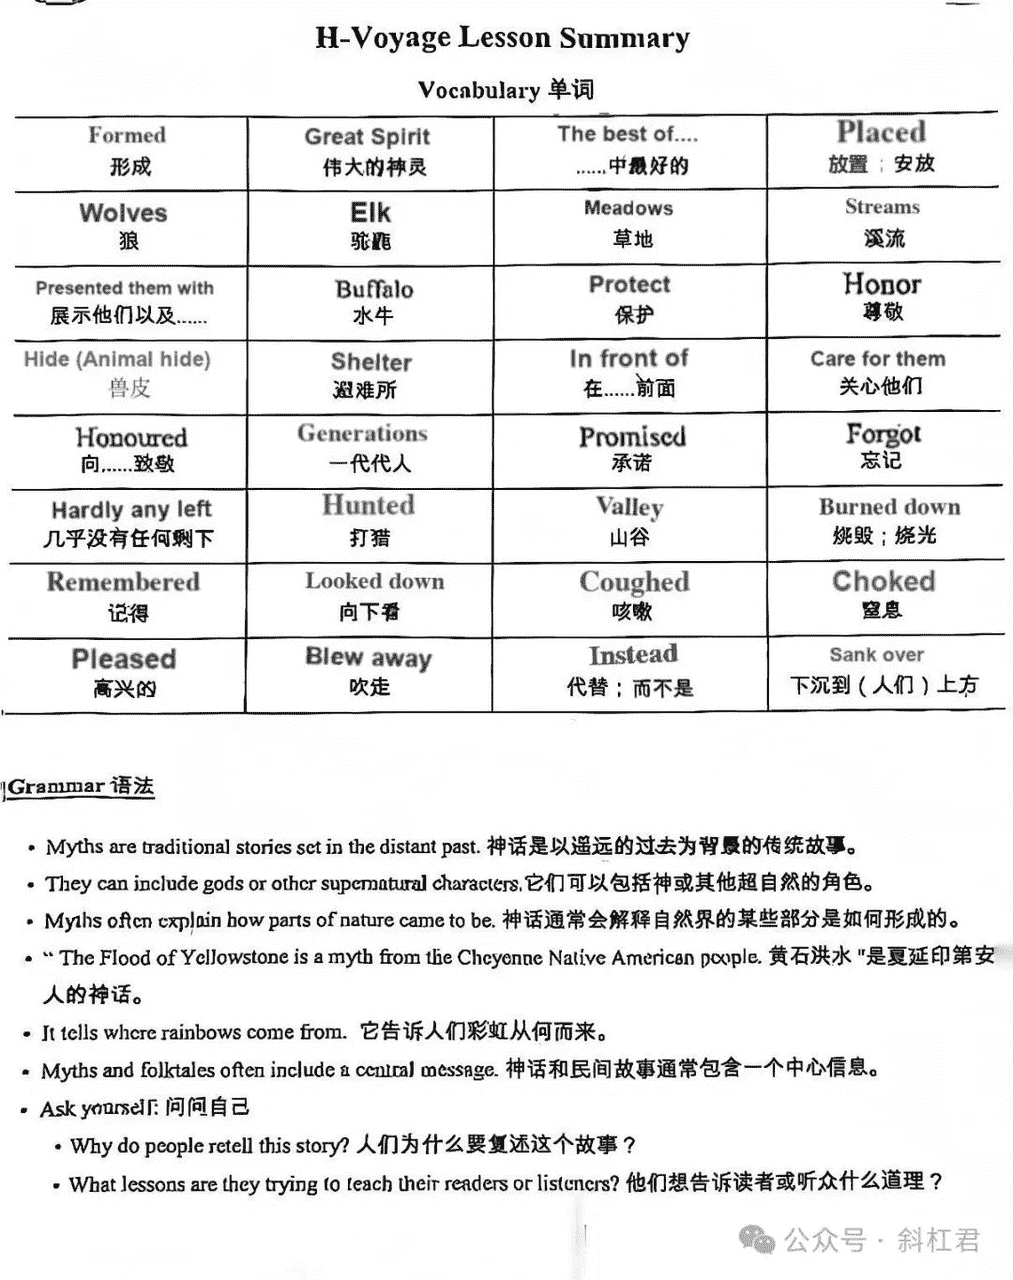 H-Voyage Lesson Summary
Vocabulary 单词
Formed
形成
Great Spirit
伟大的神灵
The best of....
......中最好的
Placed
放置；安放
Wolves
狼
Elk
驼鹿
Meadows
草地
Streams
溪流
Presented them with
展示他们以及......
Buffalo
水牛
Protect
保护
Honor
尊敬
Hide (Animal hide)
兽皮
Shelter
避难所
In front of
在......前面
Care for them
关心他们
Honoured
向......致敬
Generations
一代代人
Promised
承诺
Forgot
忘记
Hardly any left
几乎没有任何剩下
Hunted
打猎
Valley
山谷
Burned down
烧毁；烧光
Remembered
记得
Looked down
向下看
Coughed
咳嗽
Choked
窒息
Pleased
高兴的
Blew away
吹走
Instead
代替；而不是
Sank over
下沉到（人们）上方
Grammar 语法
• Myths are traditional stories set in the distant past. 神话是以遥远的过去为背景的传统故事。
• They can include gods or other supernatural characters.它们可以包括神或其他超自然的角色。
• Myths often explain how parts of nature came to be. 神话通常会解释自然界的某些部分是如何形成的。
• “ The Flood of Yellowstone is a myth from the Cheyenne Native American people. 黄石洪水 "是夏延印第安
人的神话。
• It tells where rainbows come from. 它告诉人们彩虹从何而来。
• Myths and folktales often include a central message. 神话和民间故事通常包含一个中心信息。
• Ask yourself: 问问自己
• Why do people retell this story? 人们为什么要复述这个故事？
• What lessons are they trying to teach their readers or listeners? 他们想告诉读者或听众什么道理？
公众号 · 斜杠君